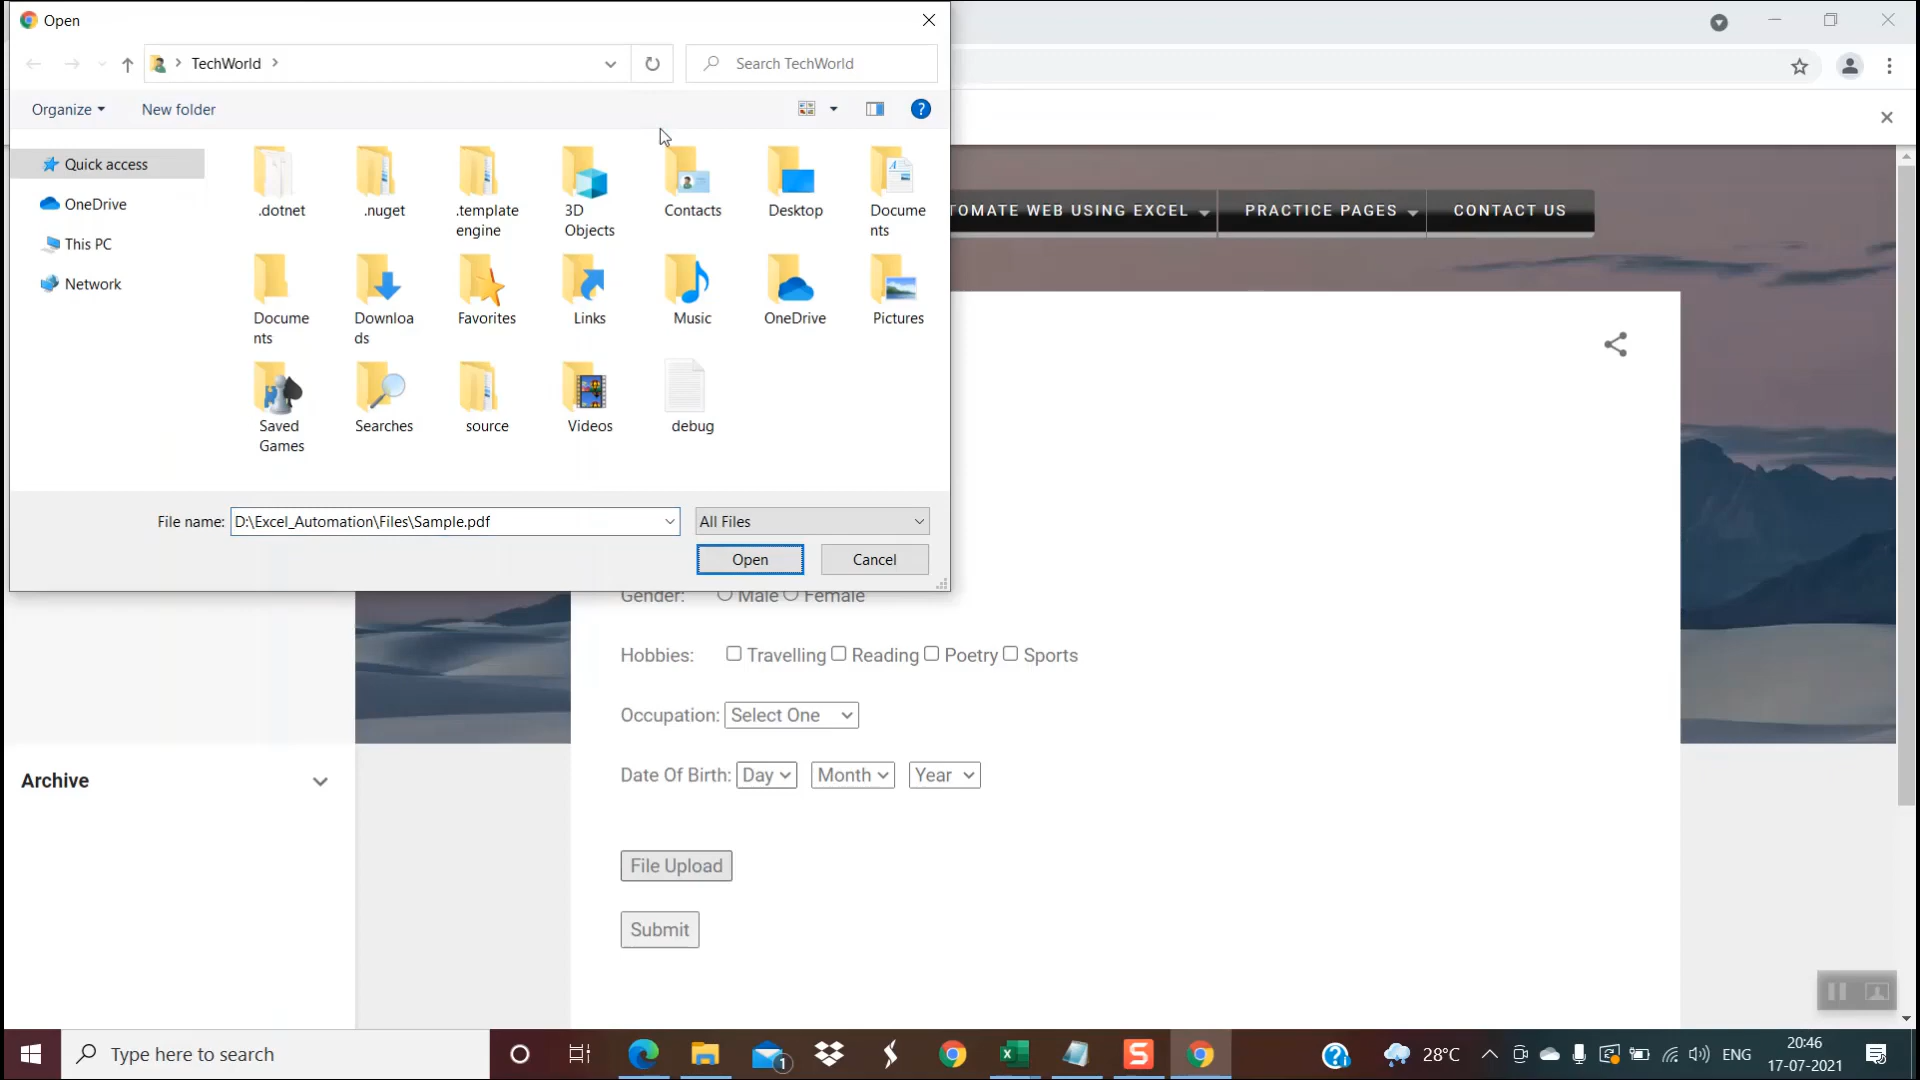 Open
TechWorld
Search TechWorld
Organize
New folder
Quick access
OneDrive
This PC
Network
.dotnet
.nuget
.template
engine
3D
Objects
Contacts
Desktop
Docume
nts
Docume
nts
Downloa
ds
Favorites
Links
Music
OneDrive
Pictures
Saved
Games
Searches
source
Videos
debug
File name: D:\Excel_Automation\Files\Sample.pdf
All Files
Open
Cancel
TOMATE WEB USING EXCEL
PRACTICE PAGES
CONTACT US
Gender: Male Female
Hobbies: Travelling Reading Poetry Sports
Occupation: Select One
Date Of Birth: Day Month Year
File Upload
Submit
Archive
Type here to search
1
28°C
ENG
20:46
17-07-2021